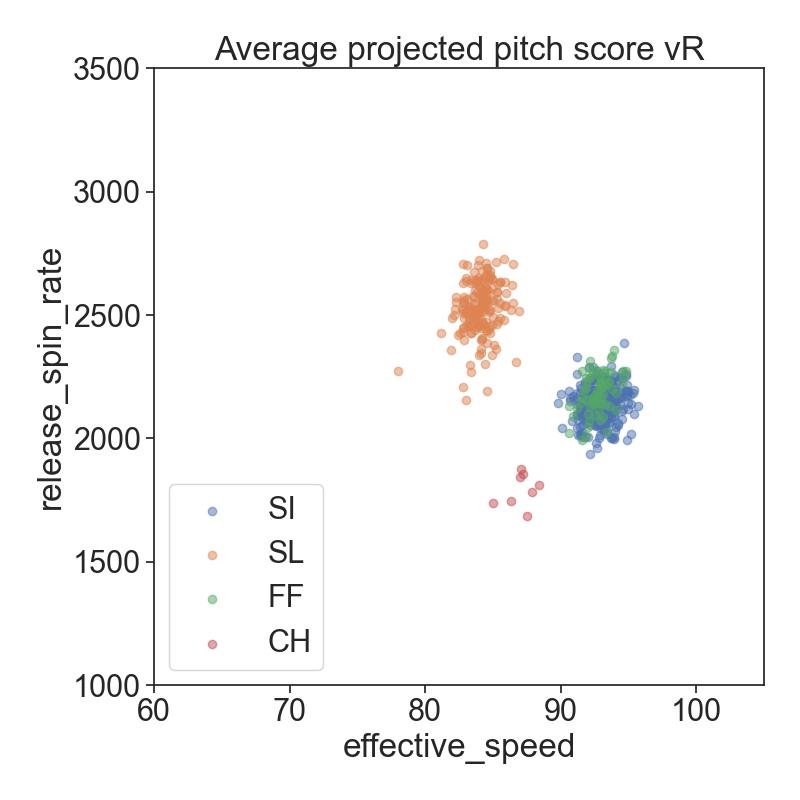 Average projected pitch score vR
3500
3000
2500
2000
1500
1000
release_spin_rate
SI
SL
FF
CH
60 70 80 90 100
effective_speed